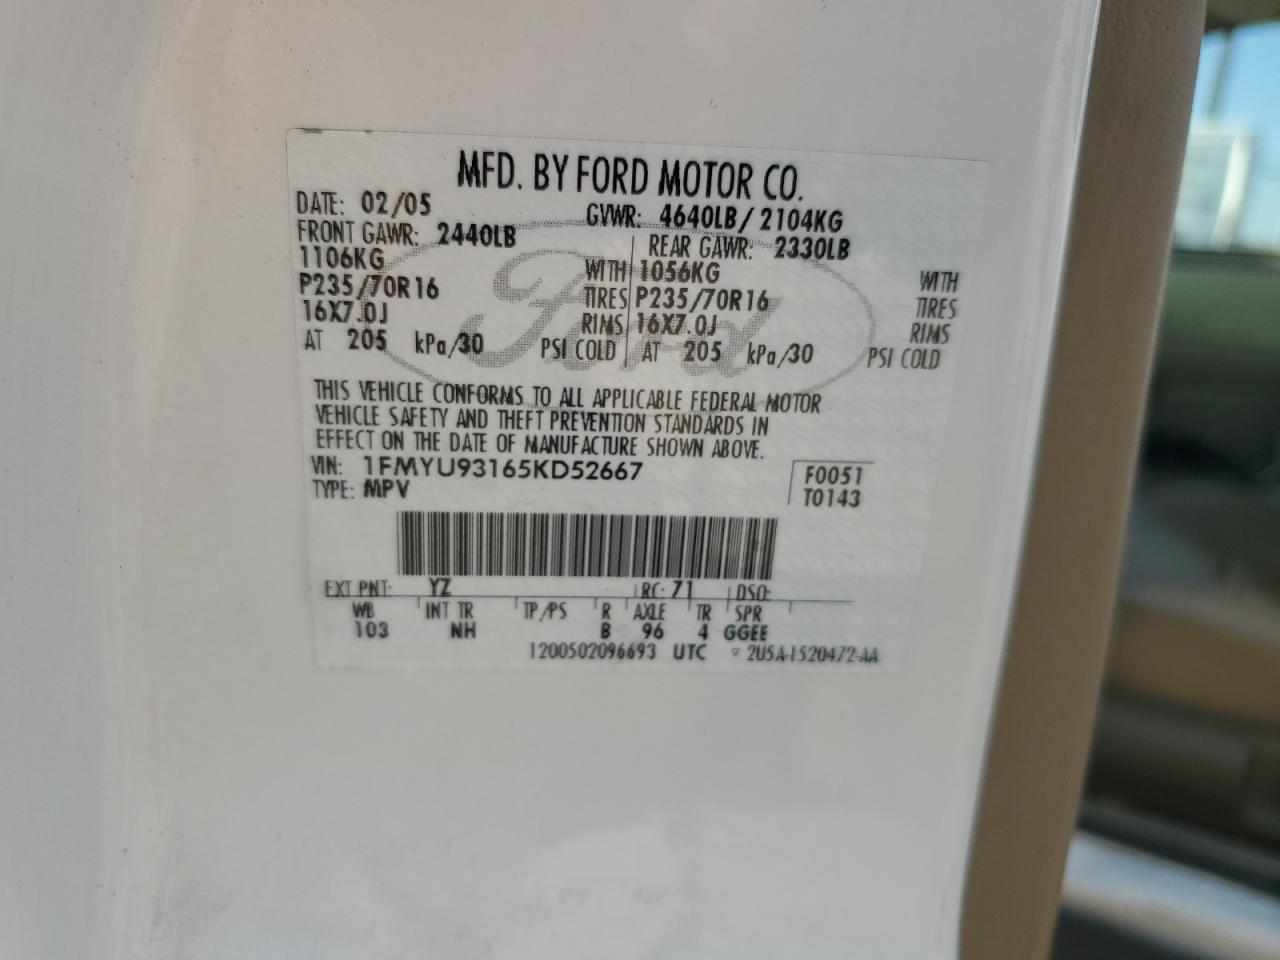 MFD. BY FORD MOTOR CO.
DATE: 02/05 GVWR: 4640LB/2104KG
FRONT GAWR: 2440LB REAR GAWR: 2330LB
1106KG WITH 1056KG WITH
P235/70R16 TIRES P235/70R16 TIRES
16X7.0J RIMS 16X7.0J RIMS
AT 205 kPa/30 PSI COLD AT 205 kPa/30 PSI COLD
Ford
THIS VEHICLE CONFORMS TO ALL APPLICABLE FEDERAL MOTOR
VEHICLE SAFETY AND THEFT PREVENTION STANDARDS IN
EFFECT ON THE DATE OF MANUFACTURE SHOWN ABOVE.
VIN: 1FMYU93165KD52667 F0051
TYPE: MPV T0143
EXT PNT: YZ RC: 71 DSO:
WB INT TR TP/PS R AXLE TR SPR
103 NH B 96 4 GGEE
1200502096693 UTC 2U5A-1520472-AA